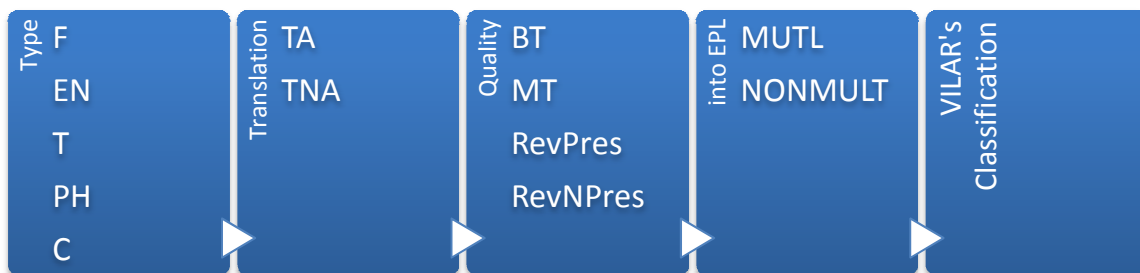 Type
F
EN
T
PH
C
Translation
TA
TNA
Quality
BT
MT
RevPres
RevNPres
into EPL
MUTL
NONMULT
VILAR's
Classification